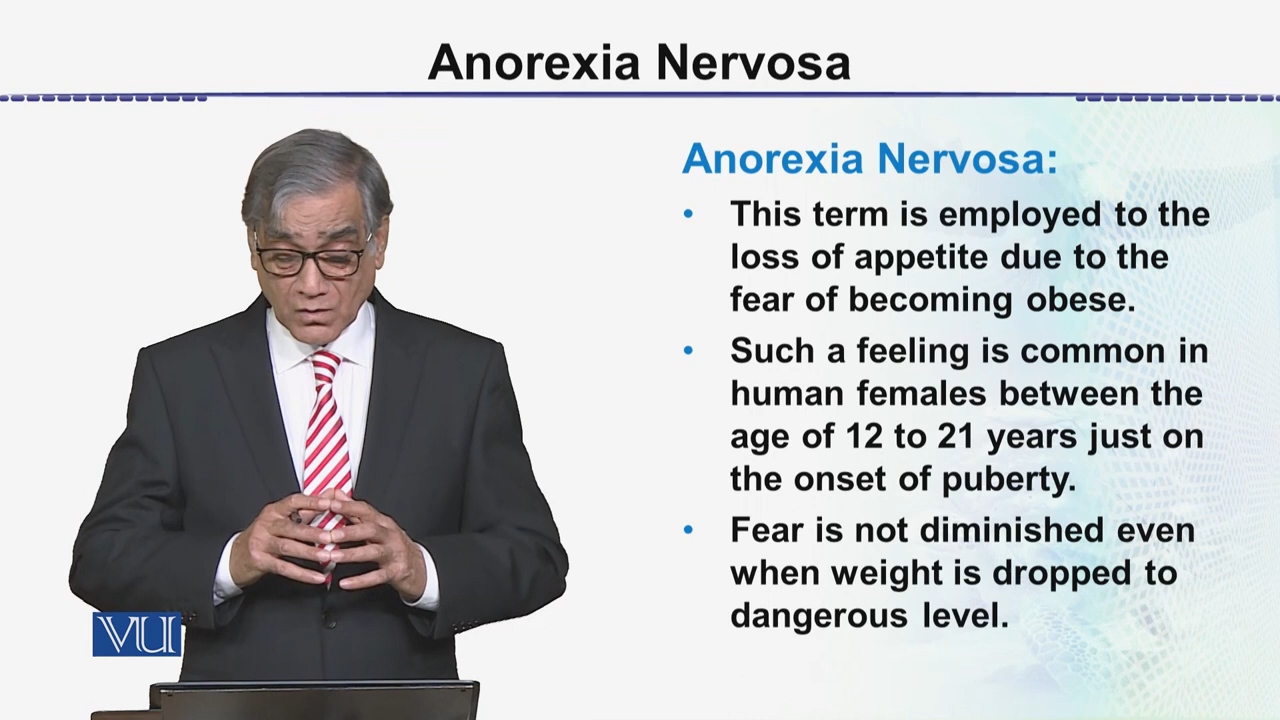 Anorexia Nervosa
Anorexia Nervosa:
• This term is employed to the
loss of appetite due to the
fear of becoming obese.
• Such a feeling is common in
human females between the
age of 12 to 21 years just on
the onset of puberty.
• Fear is not diminished even
when weight is dropped to
dangerous level.
VU